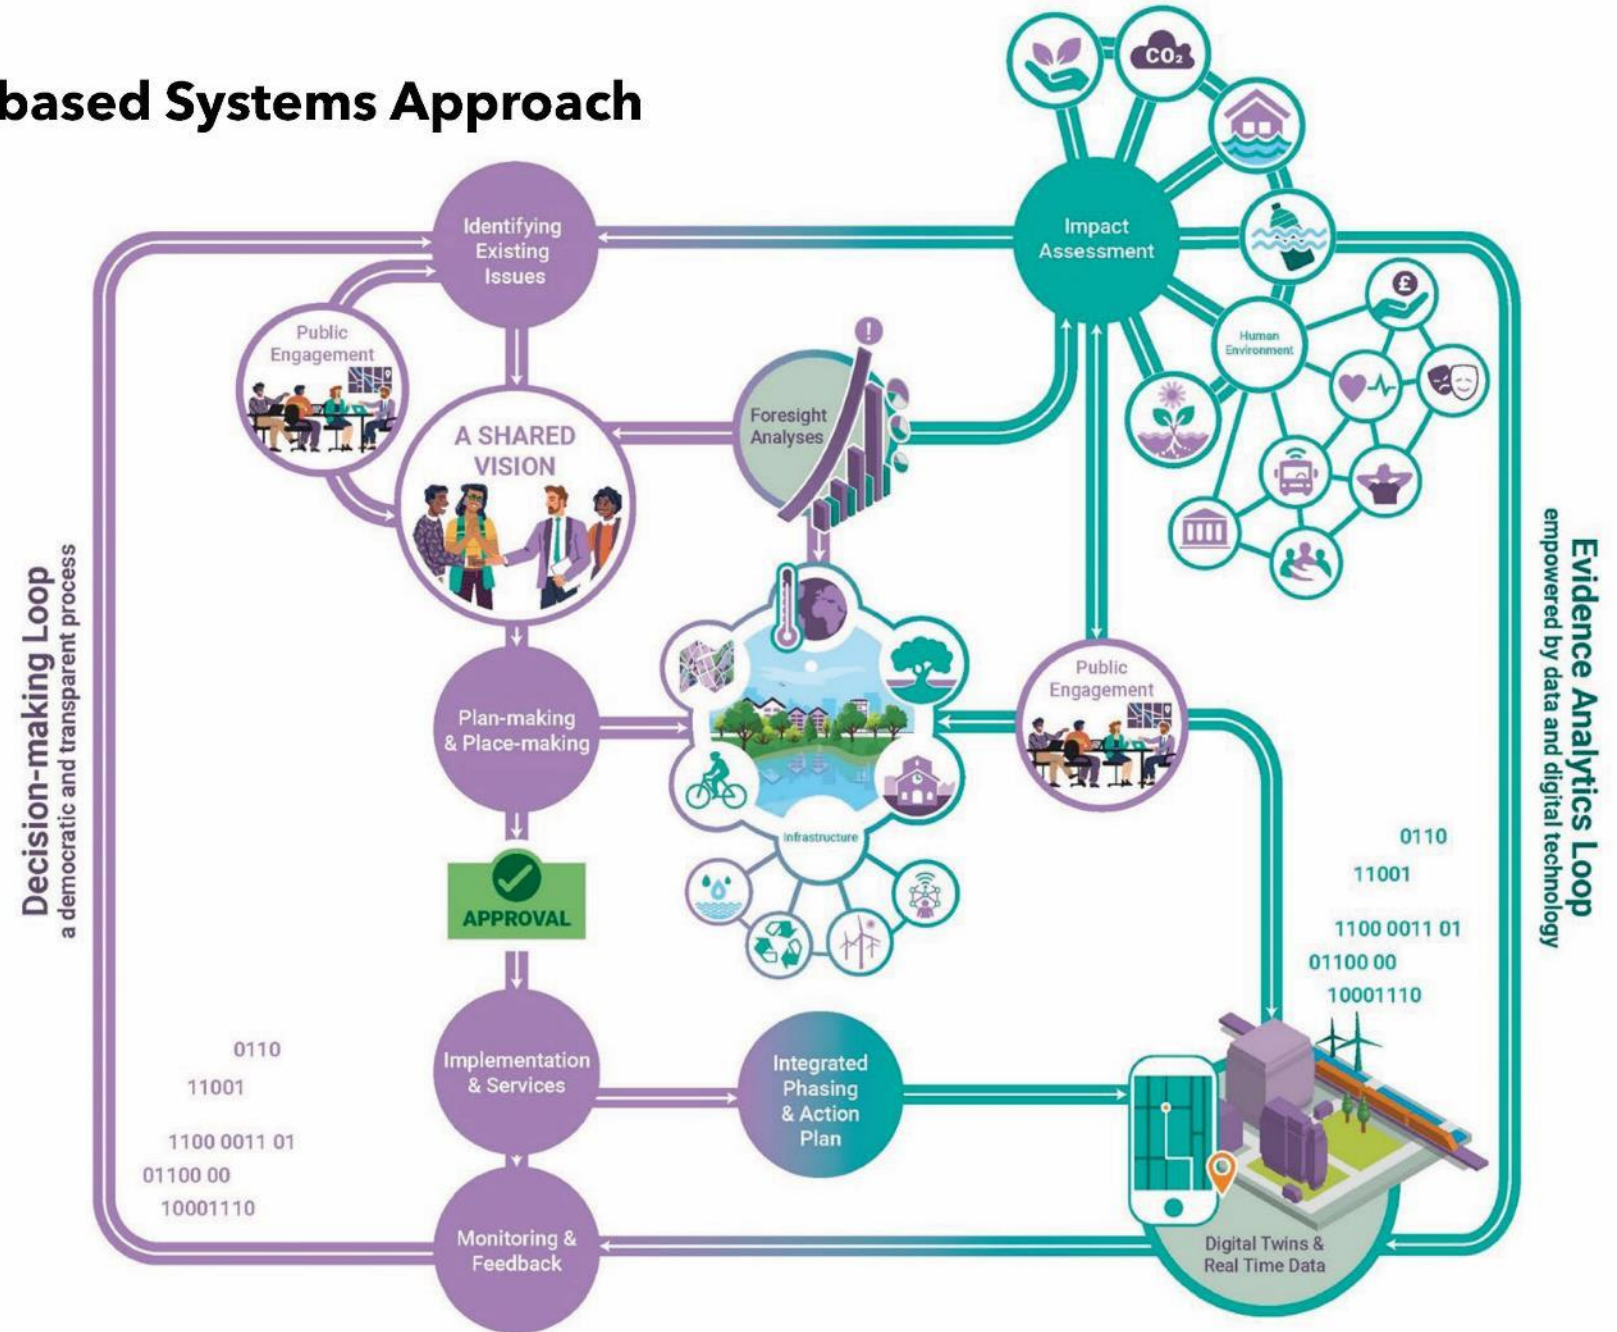 based Systems Approach
CO₂
Identifying
Existing
Issues
Impact
Assessment
Public
Engagement
Human
Environment
£
!
Foresight
Analyses
A SHARED
VISION
Decision-making Loop
a democratic and transparent process
Evidence Analytics Loop
empowered by data and digital technology
Public
Engagement
Plan-making
& Place-making
Infrastructure
APPROVAL
0110
11001
1100 0011 01
01100 00
10001110
Implementation
& Services
Integrated
Phasing
& Action
Plan
0110
11001
1100 0011 01
01100 00
10001110
Monitoring &
Feedback
Digital Twins &
Real Time Data